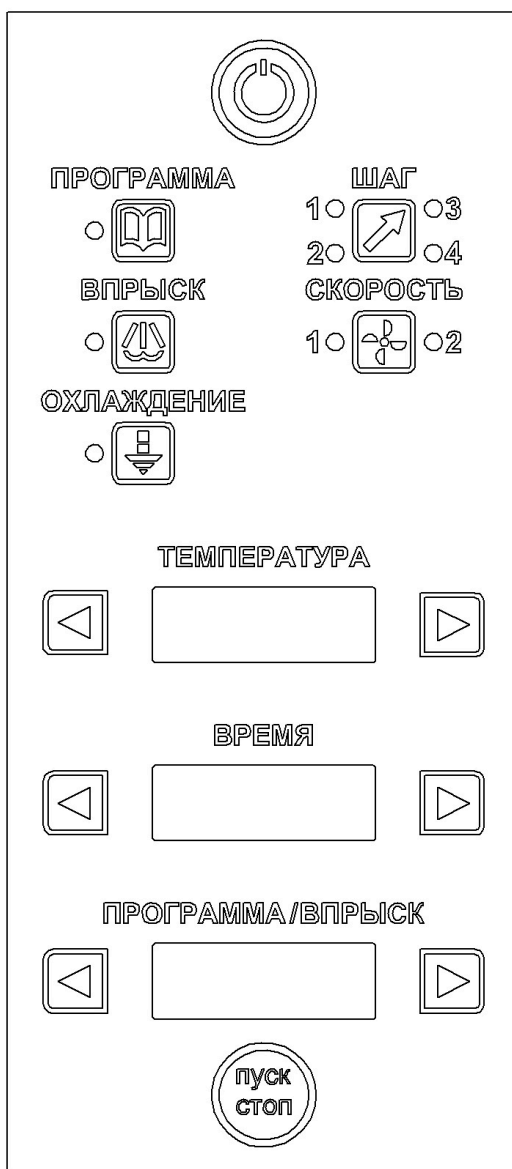 ПРОГРАММА
ШАГ
1 3
2 4
ВПРЫСК
СКОРОСТЬ
1 2
ОХЛАЖДЕНИЕ
ТЕМПЕРАТУРА
ВРЕМЯ
ПРОГРАММА/ВПРЫСК
пуск
стоп